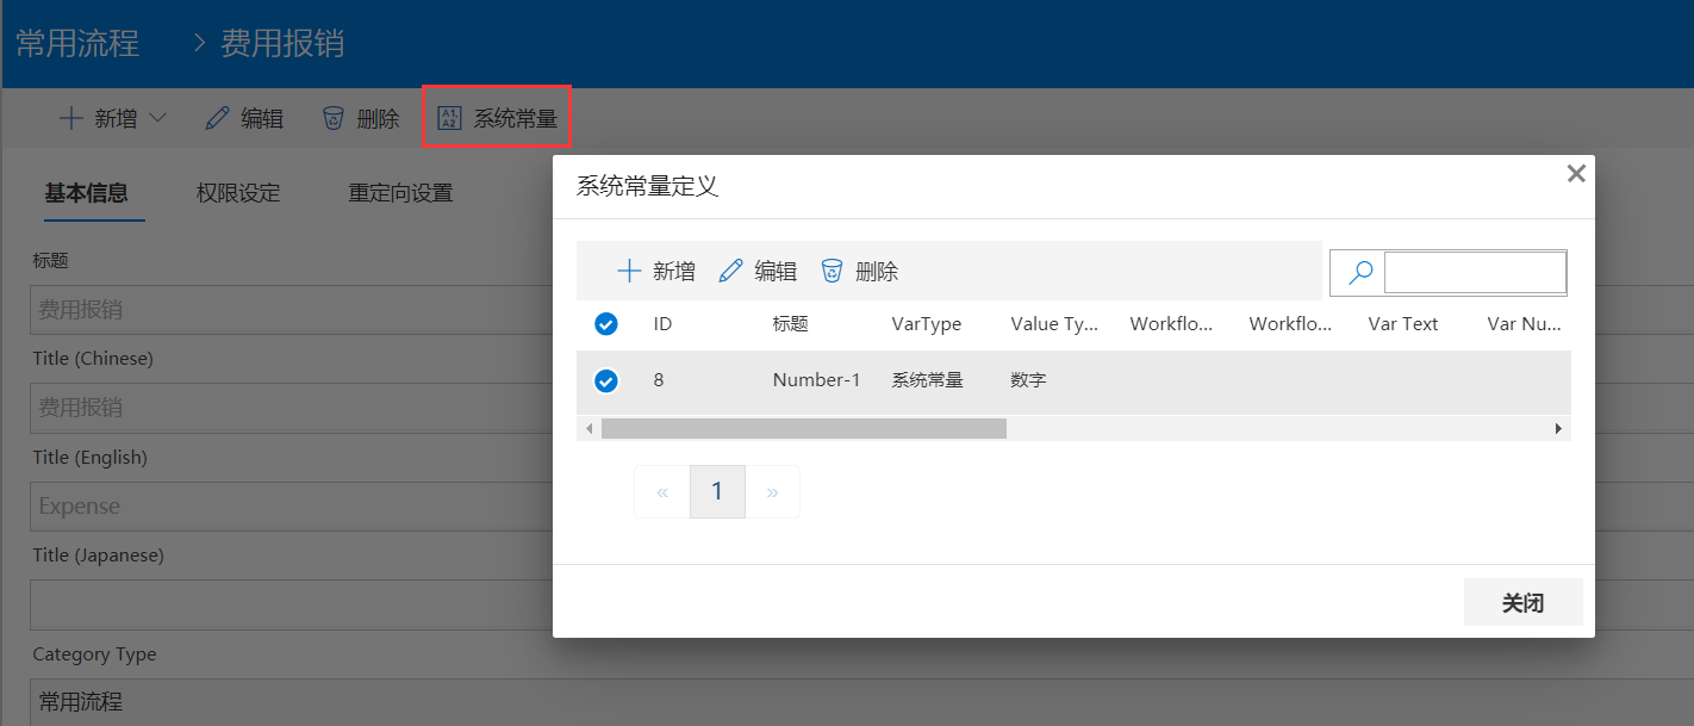 常用流程 > 费用报销
新增 编辑 删除 A1, A2 系统常量
基本信息 权限设定 重定向设置
标题
费用报销
Title (Chinese)
费用报销
Title (English)
Expense
Title (Japanese)
Category Type
常用流程
系统常量定义
新增 编辑 删除
ID 标题 VarType Value Ty... Workflo... Workflo... Var Text Var Nu...
8 Number-1 系统常量 数字
« 1 »
关闭